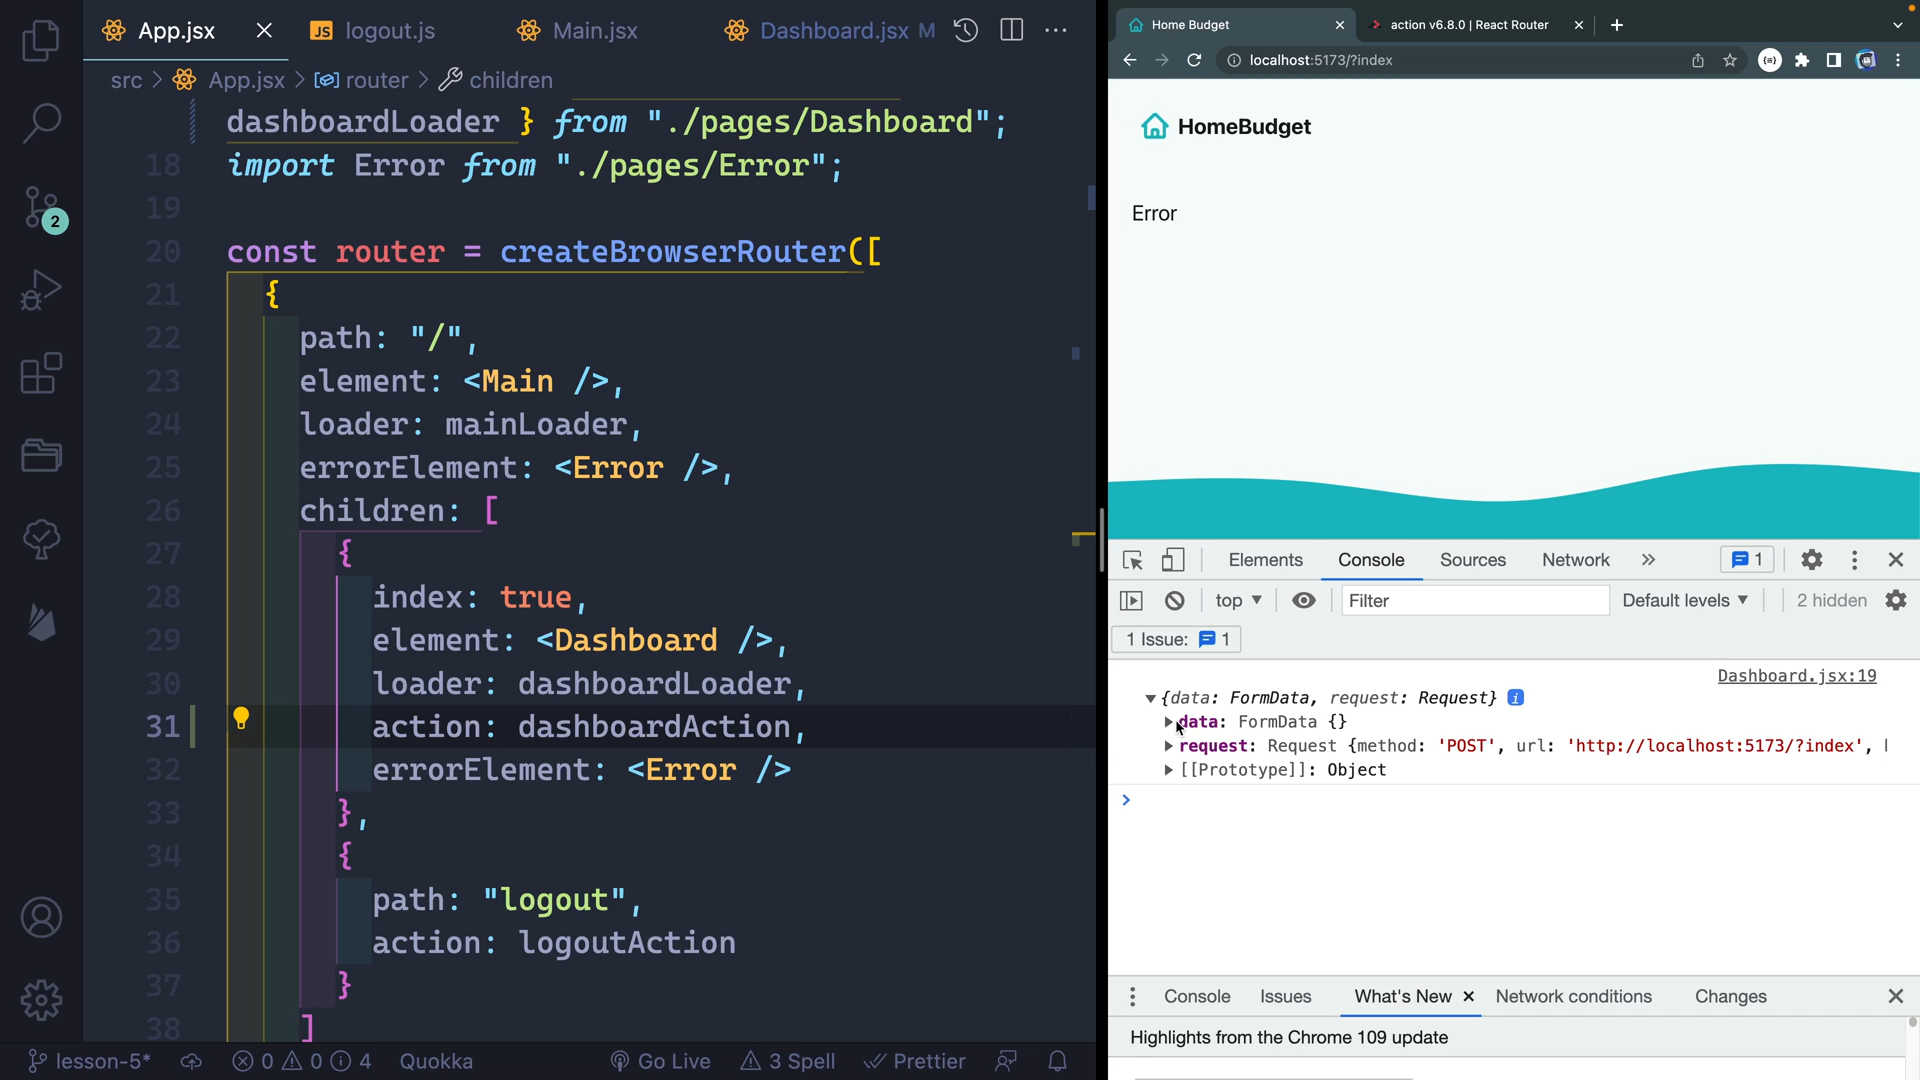 App.jsx
logout.js
Main.jsx
Dashboard.jsx M
src > App.jsx > router > children
dashboardLoader } from "./pages/Dashboard";
18 import Error from "./pages/Error";
19
20 const router = createBrowserRouter([
21 {
22 path: "/",
23 element: <Main />,
24 loader: mainLoader,
25 errorElement: <Error />,
26 children: [
27 {
28 index: true,
29 element: <Dashboard />,
30 loader: dashboardLoader,
31 action: dashboardAction,
32 errorElement: <Error />
33 },
34 {
35 path: "logout",
36 action: logoutAction
37 }
38 ]
2
lesson-5* 0 0 4 Quokka Go Live 3 Spell Prettier
Home Budget
action v6.8.0 | React Router
localhost:5173/?index
HomeBudget
Error
Elements Console Sources Network 1
top Filter Default levels 2 hidden
1 Issue: 1
Dashboard.jsx:19
{data: FormData, request: Request}
data: FormData {}
request: Request {method: 'POST', url: 'http://localhost:5173/?index',
[[Prototype]]: Object
Console Issues What's New Network conditions Changes
Highlights from the Chrome 109 update